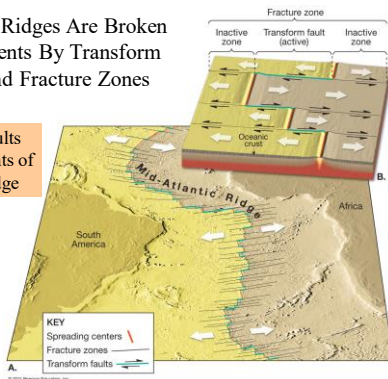 Ridges Are Broken
ents By Transform
nd Fracture Zones
ults
ts of
dge
Fracture zone
Inactive
zone
Transform fault
(active)
Inactive
zone
Oceanic
crust
B.
Mid-Atlantic Ridge
Africa
South
America
KEY
Spreading centers
Fracture zones
Transform faults
A.